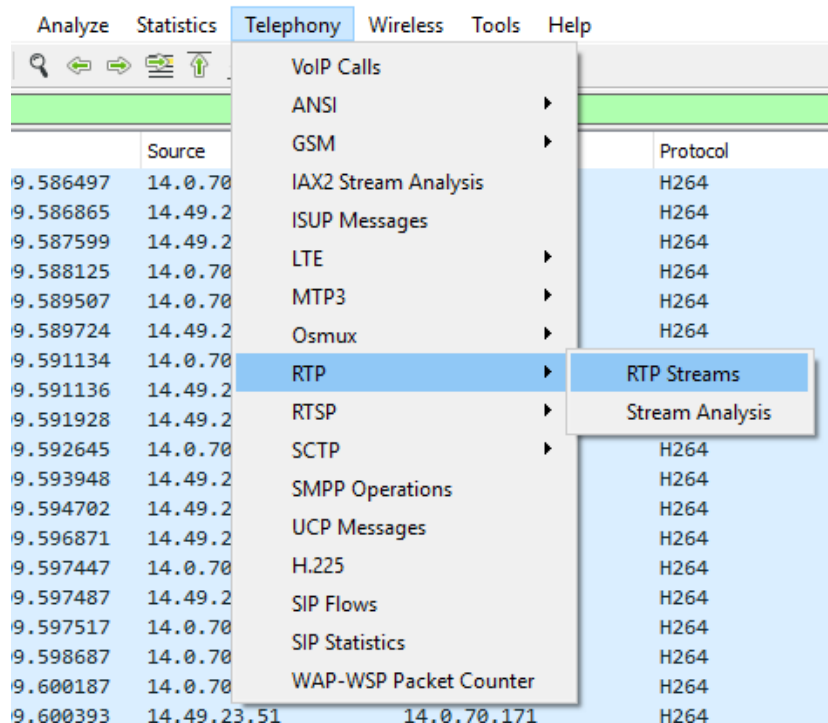 Analyze Statistics Telephony Wireless Tools Help
VoIP Calls
ANSI
Source GSM Protocol
9.586497 14.0.70 IAX2 Stream Analysis H264
9.586865 14.49.2 ISUP Messages H264
9.587599 14.49.2 H264
9.588125 14.0.70 LTE H264
9.589507 14.0.70 MTP3 H264
9.589724 14.49.2 Osmux H264
9.591134 14.0.70 RTP RTP Streams
9.591136 14.49.2
9.591928 14.49.2 RTSP Stream Analysis
9.592645 14.0.70 SCTP H264
9.593948 14.49.2 SMPP Operations H264
9.594702 14.49.2 H264
9.596871 14.49.2 UCP Messages H264
9.597447 14.0.70 H.225 H264
9.597487 14.49.2 SIP Flows H264
9.597517 14.0.70 H264
9.598687 14.0.70 SIP Statistics H264
9.600187 14.0.70 WAP-WSP Packet Counter H264
9.600393 14.49.23.51 14.0.70.171 H264